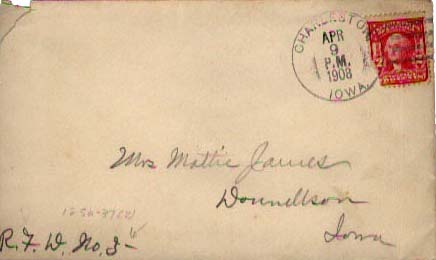 CHARLESTON
APR
9
P.M.
1908
IOWA.
Mrs Mattie James
Donnellson
Iowa
R.F.D. No. 3